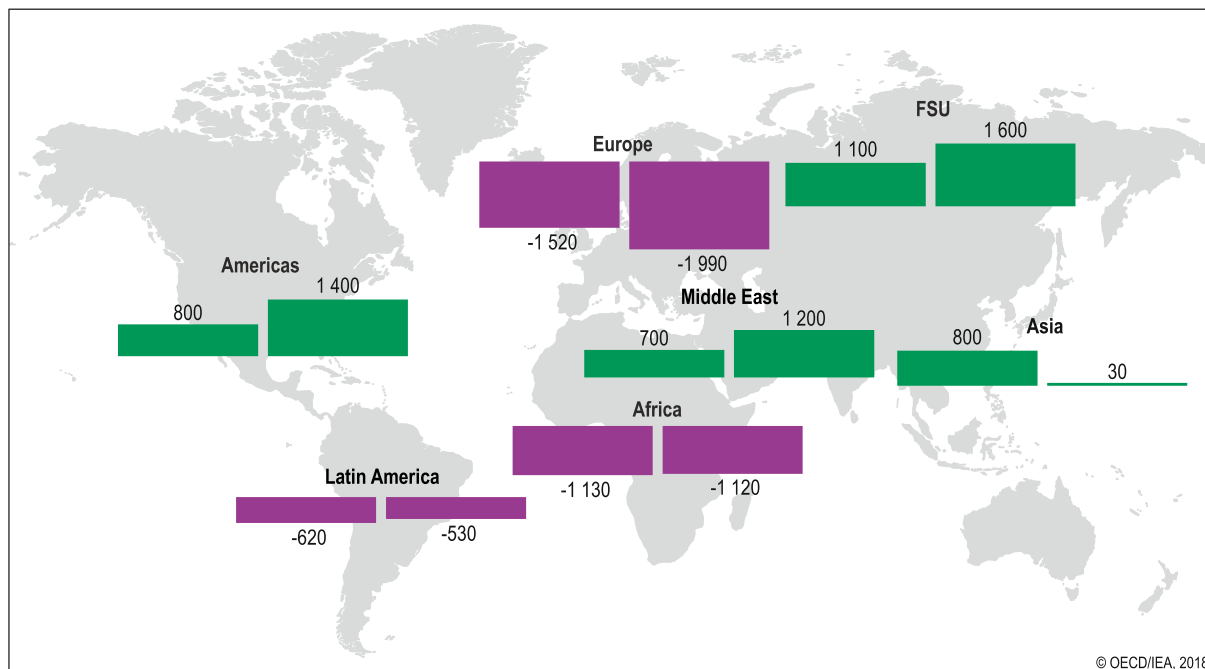 FSU
1 600
Europe
1 100
-1 520
-1 990
Americas
1 400
800
Middle East
1 200
700
Asia
800
30
Africa
-1 130
-1 120
Latin America
-620
-530
© OECD/IEA, 2018